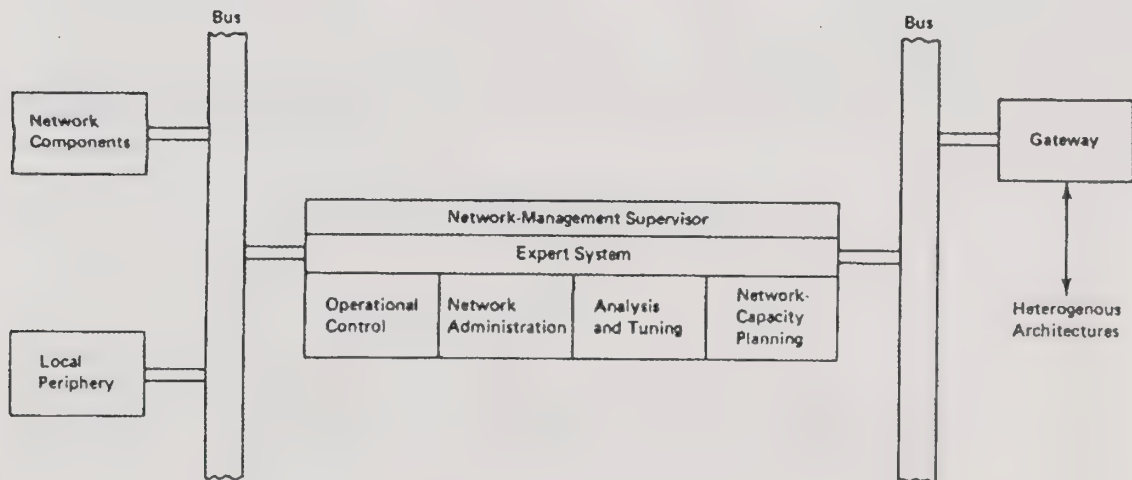 Bus
Bus
Network
Components
Gateway
Network-Management Supervisor
Expert System
Operational
Control
Network
Administration
Analysis
and Tuning
Network-
Capacity
Planning
Heterogenous
Architectures
Local
Periphery